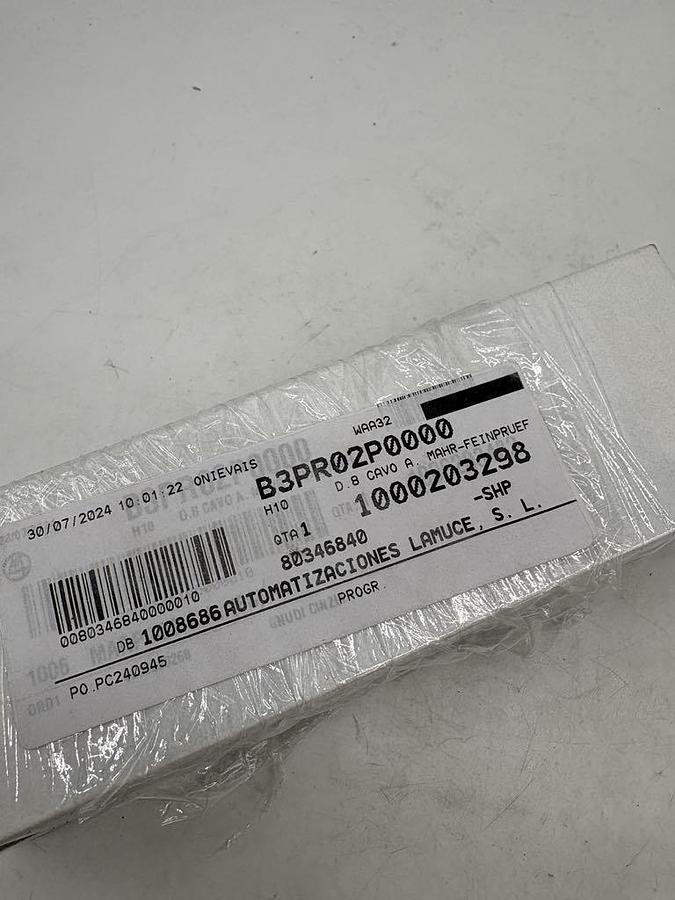 WAA32
30/07/2024 10:01:22 ONIEVAIS
B3PR02P0000
H10 D.8 CAVO A. MAHR-FEINPRUEF
QTA 1 1000203298
80346840 -SHP
0080346840000010
DB 1008686 AUTOMATIZACIONES LAMUCE, S. L.
PROGR.
PO.PC240945